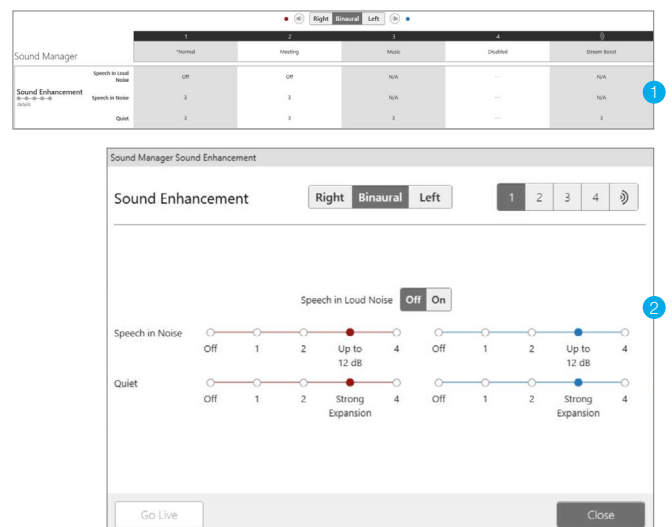 Right Binaural Left
1 2 3 4
Sound Manager *Normal Meeting Music Disabled Stream Boost
Speech in Loud Noise Off Off N/A --- N/A
Sound Enhancement
Details
Speech in Noise 3 3 N/A --- N/A
Quiet 3 3 3 --- 3
1
Sound Manager Sound Enhancement
Sound Enhancement Right Binaural Left 1 2 3 4
Speech in Loud Noise Off On
2
Speech in Noise
Off 1 2 Up to 12 dB 4 Off 1 2 Up to 12 dB 4
Quiet
Off 1 2 Strong Expansion 4 Off 1 2 Strong Expansion 4
Go Live Close